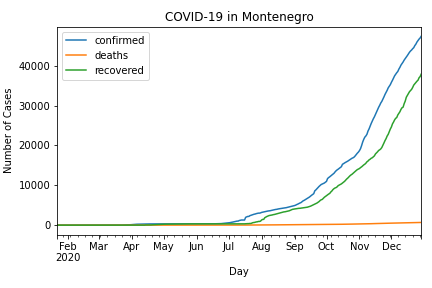 COVID-19 in Montenegro
confirmed
deaths
recovered
Number of Cases
40000
30000
20000
10000
0
Feb Mar Apr May Jun Jul Aug Sep Oct Nov Dec
2020
Day